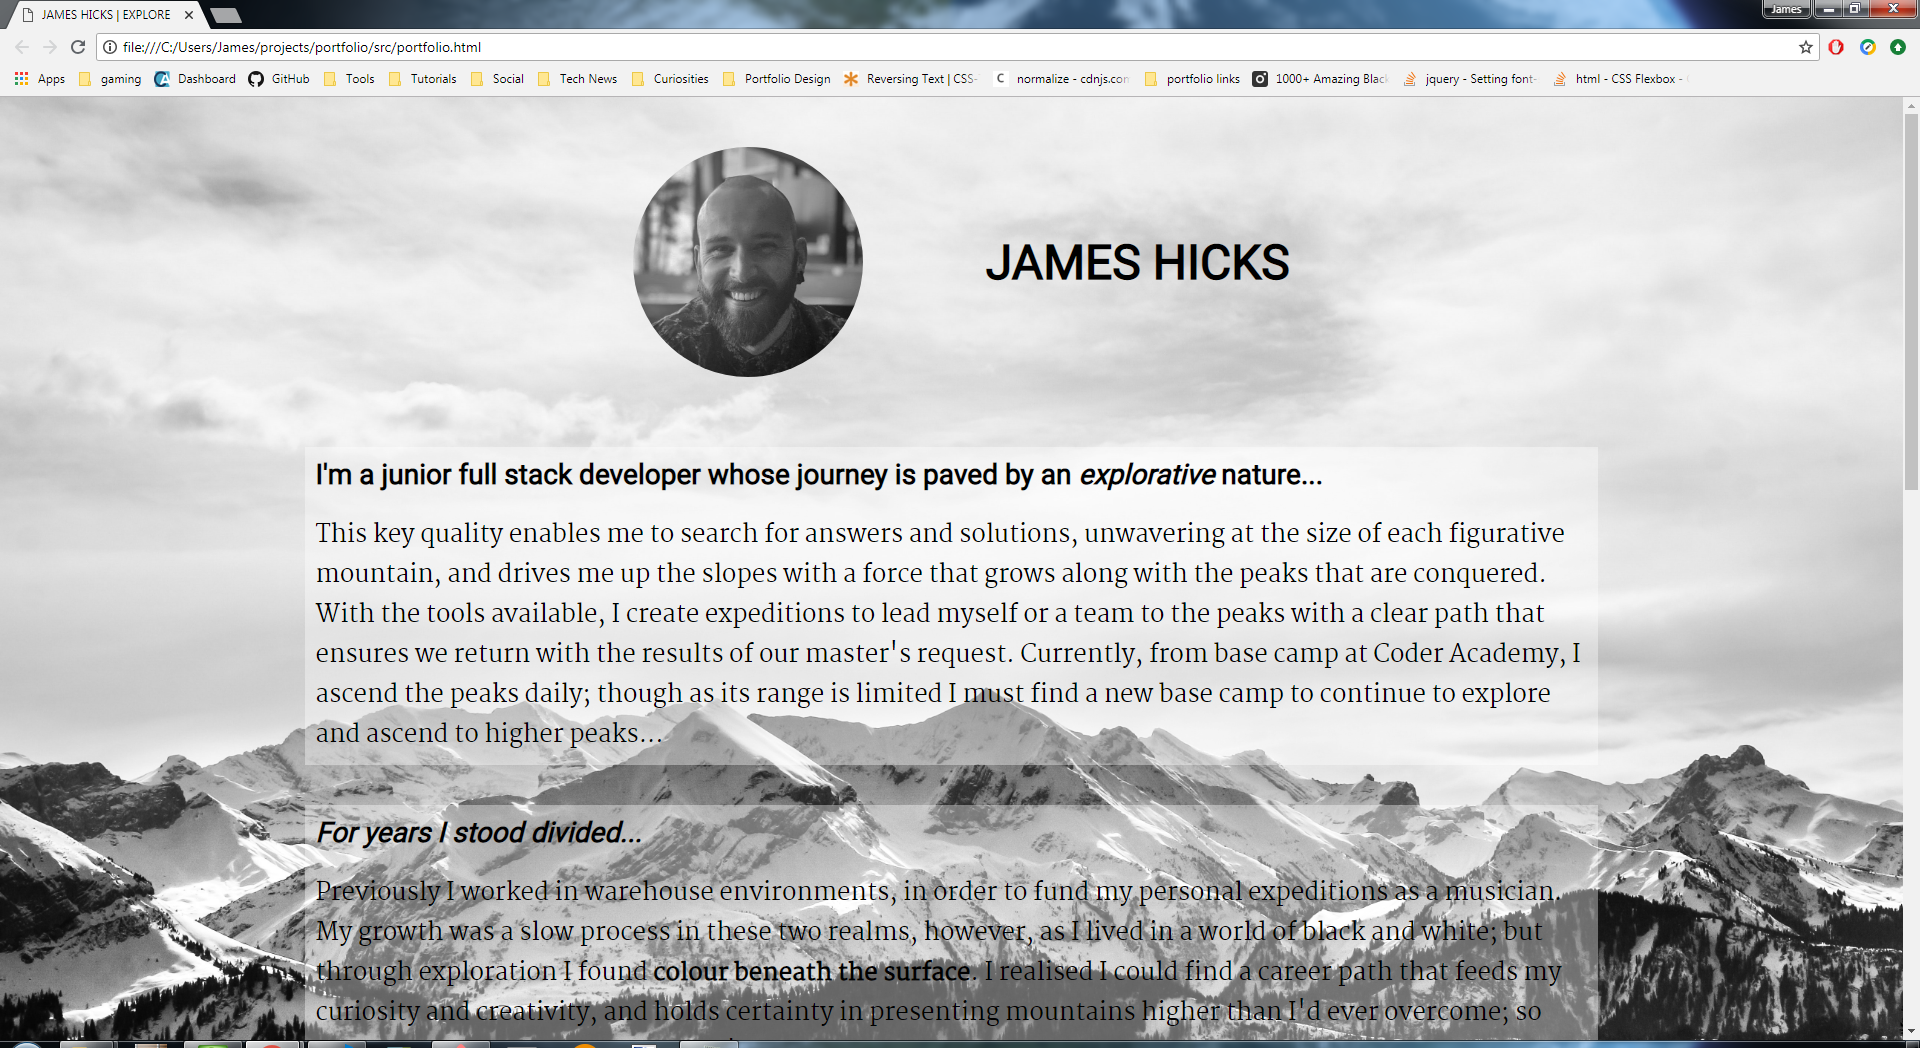 JAMES HICKS | EXPLORE
James
file:///C:/Users/James/projects/portfolio/src/portfolio.html
Apps gaming Dashboard GitHub Tools Tutorials Social Tech News Curiosities Portfolio Design Reversing Text | CSS- C normalize - cdnjs.con portfolio links 1000+ Amazing Blac jquery - Setting font- html - CSS Flexbox -
JAMES HICKS
I'm a junior full stack developer whose journey is paved by an explorative nature...
This key quality enables me to search for answers and solutions, unwavering at the size of each figurative
mountain, and drives me up the slopes with a force that grows along with the peaks that are conquered.
With the tools available, I create expeditions to lead myself or a team to the peaks with a clear path that
ensures we return with the results of our master's request. Currently, from base camp at Coder Academy, I
ascend the peaks daily; though as its range is limited I must find a new base camp to continue to explore
and ascend to higher peaks...
For years I stood divided...
Previously I worked in warehouse environments, in order to fund my personal expeditions as a musician.
My growth was a slow process in these two realms, however, as I lived in a world of black and white; but
through exploration I found colour beneath the surface. I realised I could find a career path that feeds my
curiosity and creativity, and holds certainty in presenting mountains higher than I'd ever overcome; so